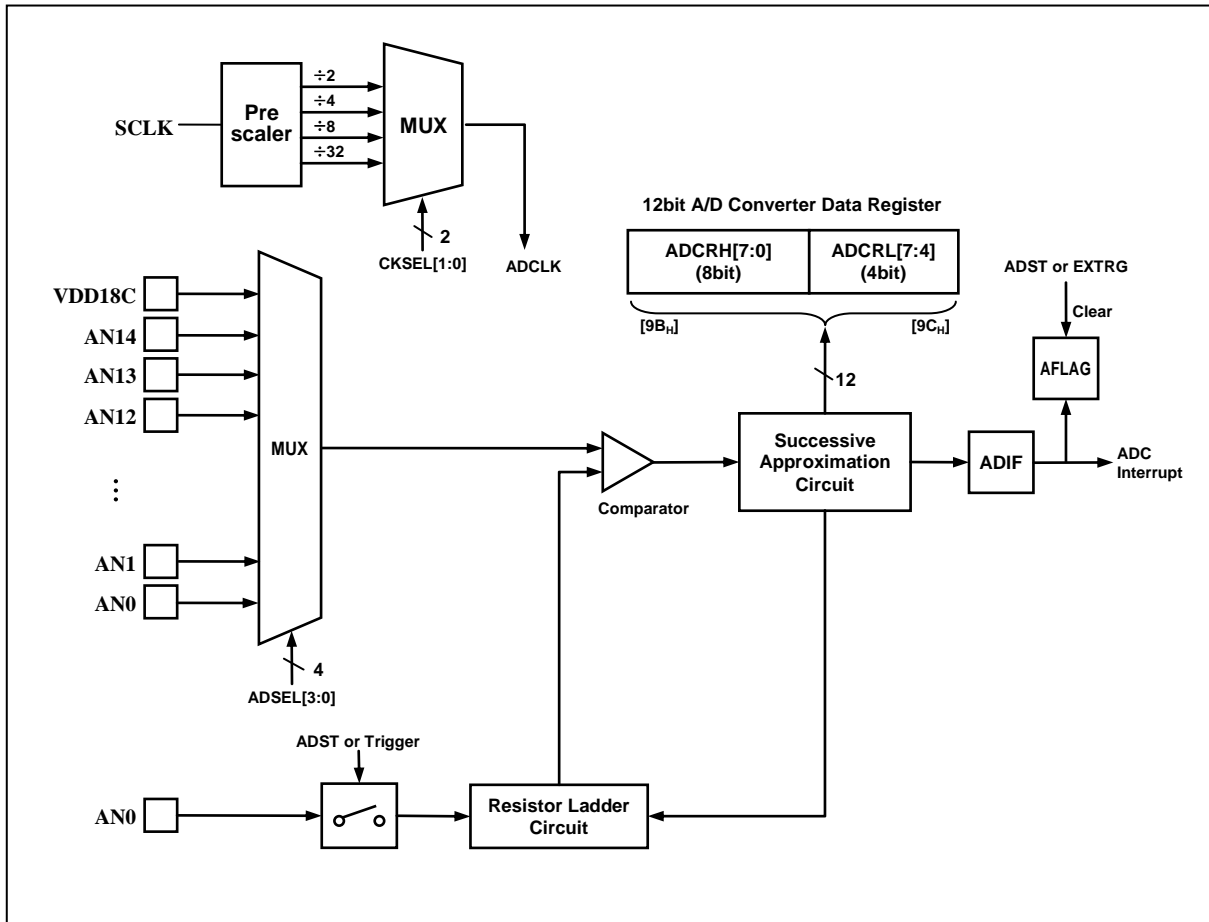 ÷2
÷4
÷8
÷32
SCLK
Pre
scaler
MUX
2
CKSEL[1:0]
ADCLK
12bit A/D Converter Data Register
ADCRH[7:0]
(8bit)
ADCRL[7:4]
(4bit)
[9BH]
[9CH]
12
ADST or EXTRG
Clear
AFLAG
VDD18C
AN14
AN13
AN12
⋮
AN1
AN0
MUX
4
ADSEL[3:0]
Comparator
Successive
Approximation
Circuit
ADIF
ADC
Interrupt
ADST or Trigger
AN0
Resistor Ladder
Circuit